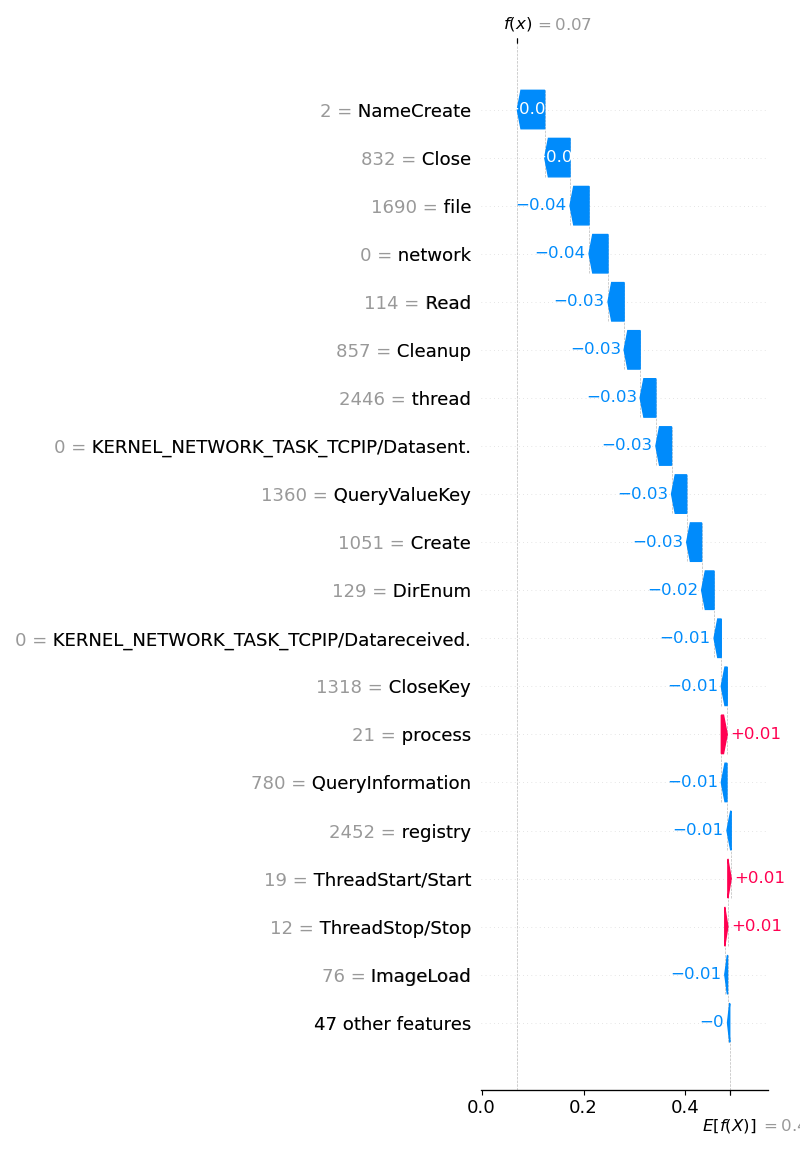 f(x) = 0.07
2 = NameCreate
832 = Close
1690 = file
−0.04
0 = network
−0.04
114 = Read
−0.03
857 = Cleanup
−0.03
2446 = thread
−0.03
0 = KERNEL_NETWORK_TASK_TCPIP/Datasent.
−0.03
1360 = QueryValueKey
−0.03
1051 = Create
−0.03
129 = DirEnum
−0.02
0 = KERNEL_NETWORK_TASK_TCPIP/Datareceived.
−0.01
1318 = CloseKey
−0.01
21 = process
+0.01
780 = QueryInformation
−0.01
2452 = registry
−0.01
19 = ThreadStart/Start
+0.01
12 = ThreadStop/Stop
+0.01
76 = ImageLoad
−0.01
47 other features
−0
0.0 0.2 0.4
E[f(X)] = 0.4